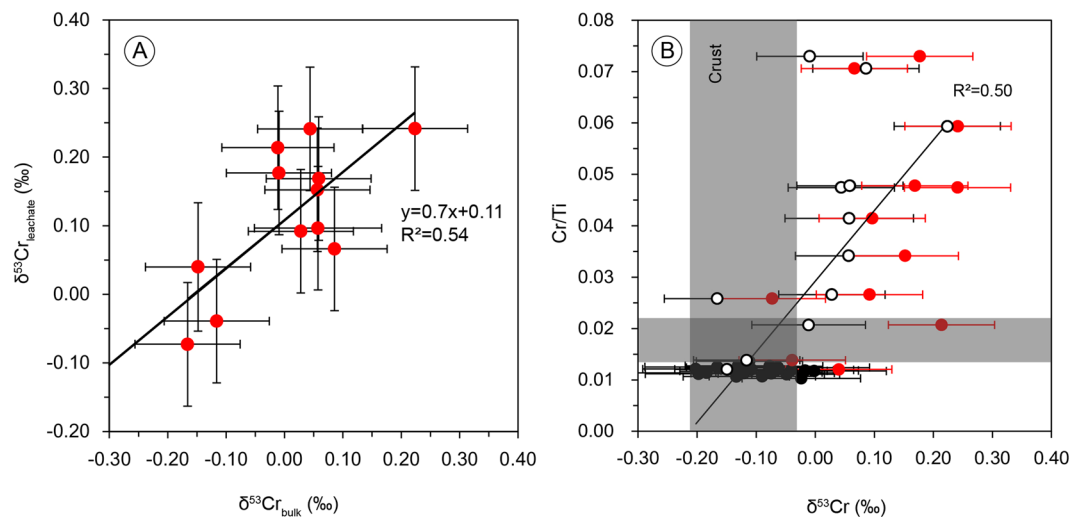 A
0.40
0.30
0.20
0.10
0.00
-0.10
-0.20
δ⁵³Cr_leachate (‰)
y=0.7x+0.11
R²=0.54
-0.30 -0.20 -0.10 0.00 0.10 0.20 0.30 0.40
δ⁵³Cr_bulk (‰)
B
0.08
0.07
0.06
0.05
0.04
0.03
0.02
0.01
0.00
Cr/Ti
Crust
R²=0.50
-0.30 -0.20 -0.10 0.00 0.10 0.20 0.30 0.40
δ⁵³Cr (‰)